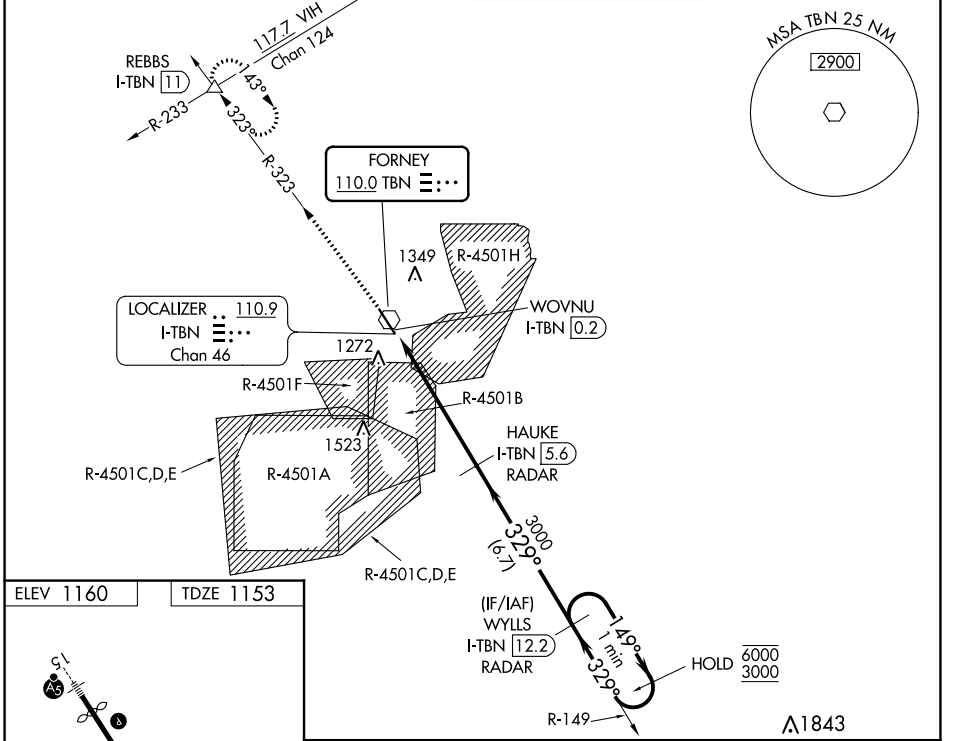 117.7 VIH
Chan 124
MSA TBN 25 NM
2900
REBBS
I-TBN 11
43°
323°
R-233
R-323
FORNEY
110.0 TBN
1349
R-4501H
LOCALIZER .. 110.9
I-TBN
Chan 46
WOVNU
I-TBN 0.2
1272
R-4501F
R-4501B
1523
HAUKE
I-TBN 5.6
RADAR
R-4501C,D,E
R-4501A
3000
329°
(6.7)
R-4501C,D,E
ELEV 1160
TDZE 1153
(IF/IAF)
WYLLS
I-TBN 12.2
RADAR
149°
1 min
329°
HOLD 6000
3000
R-149
1843
15
A5